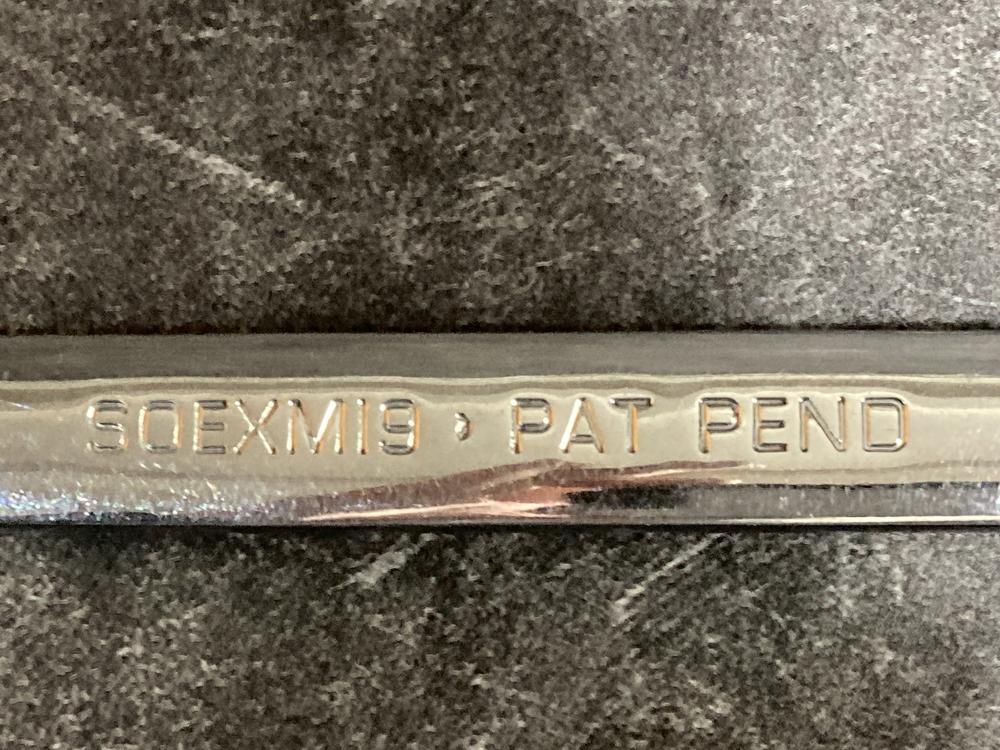 SOEXM19 · PAT PEND